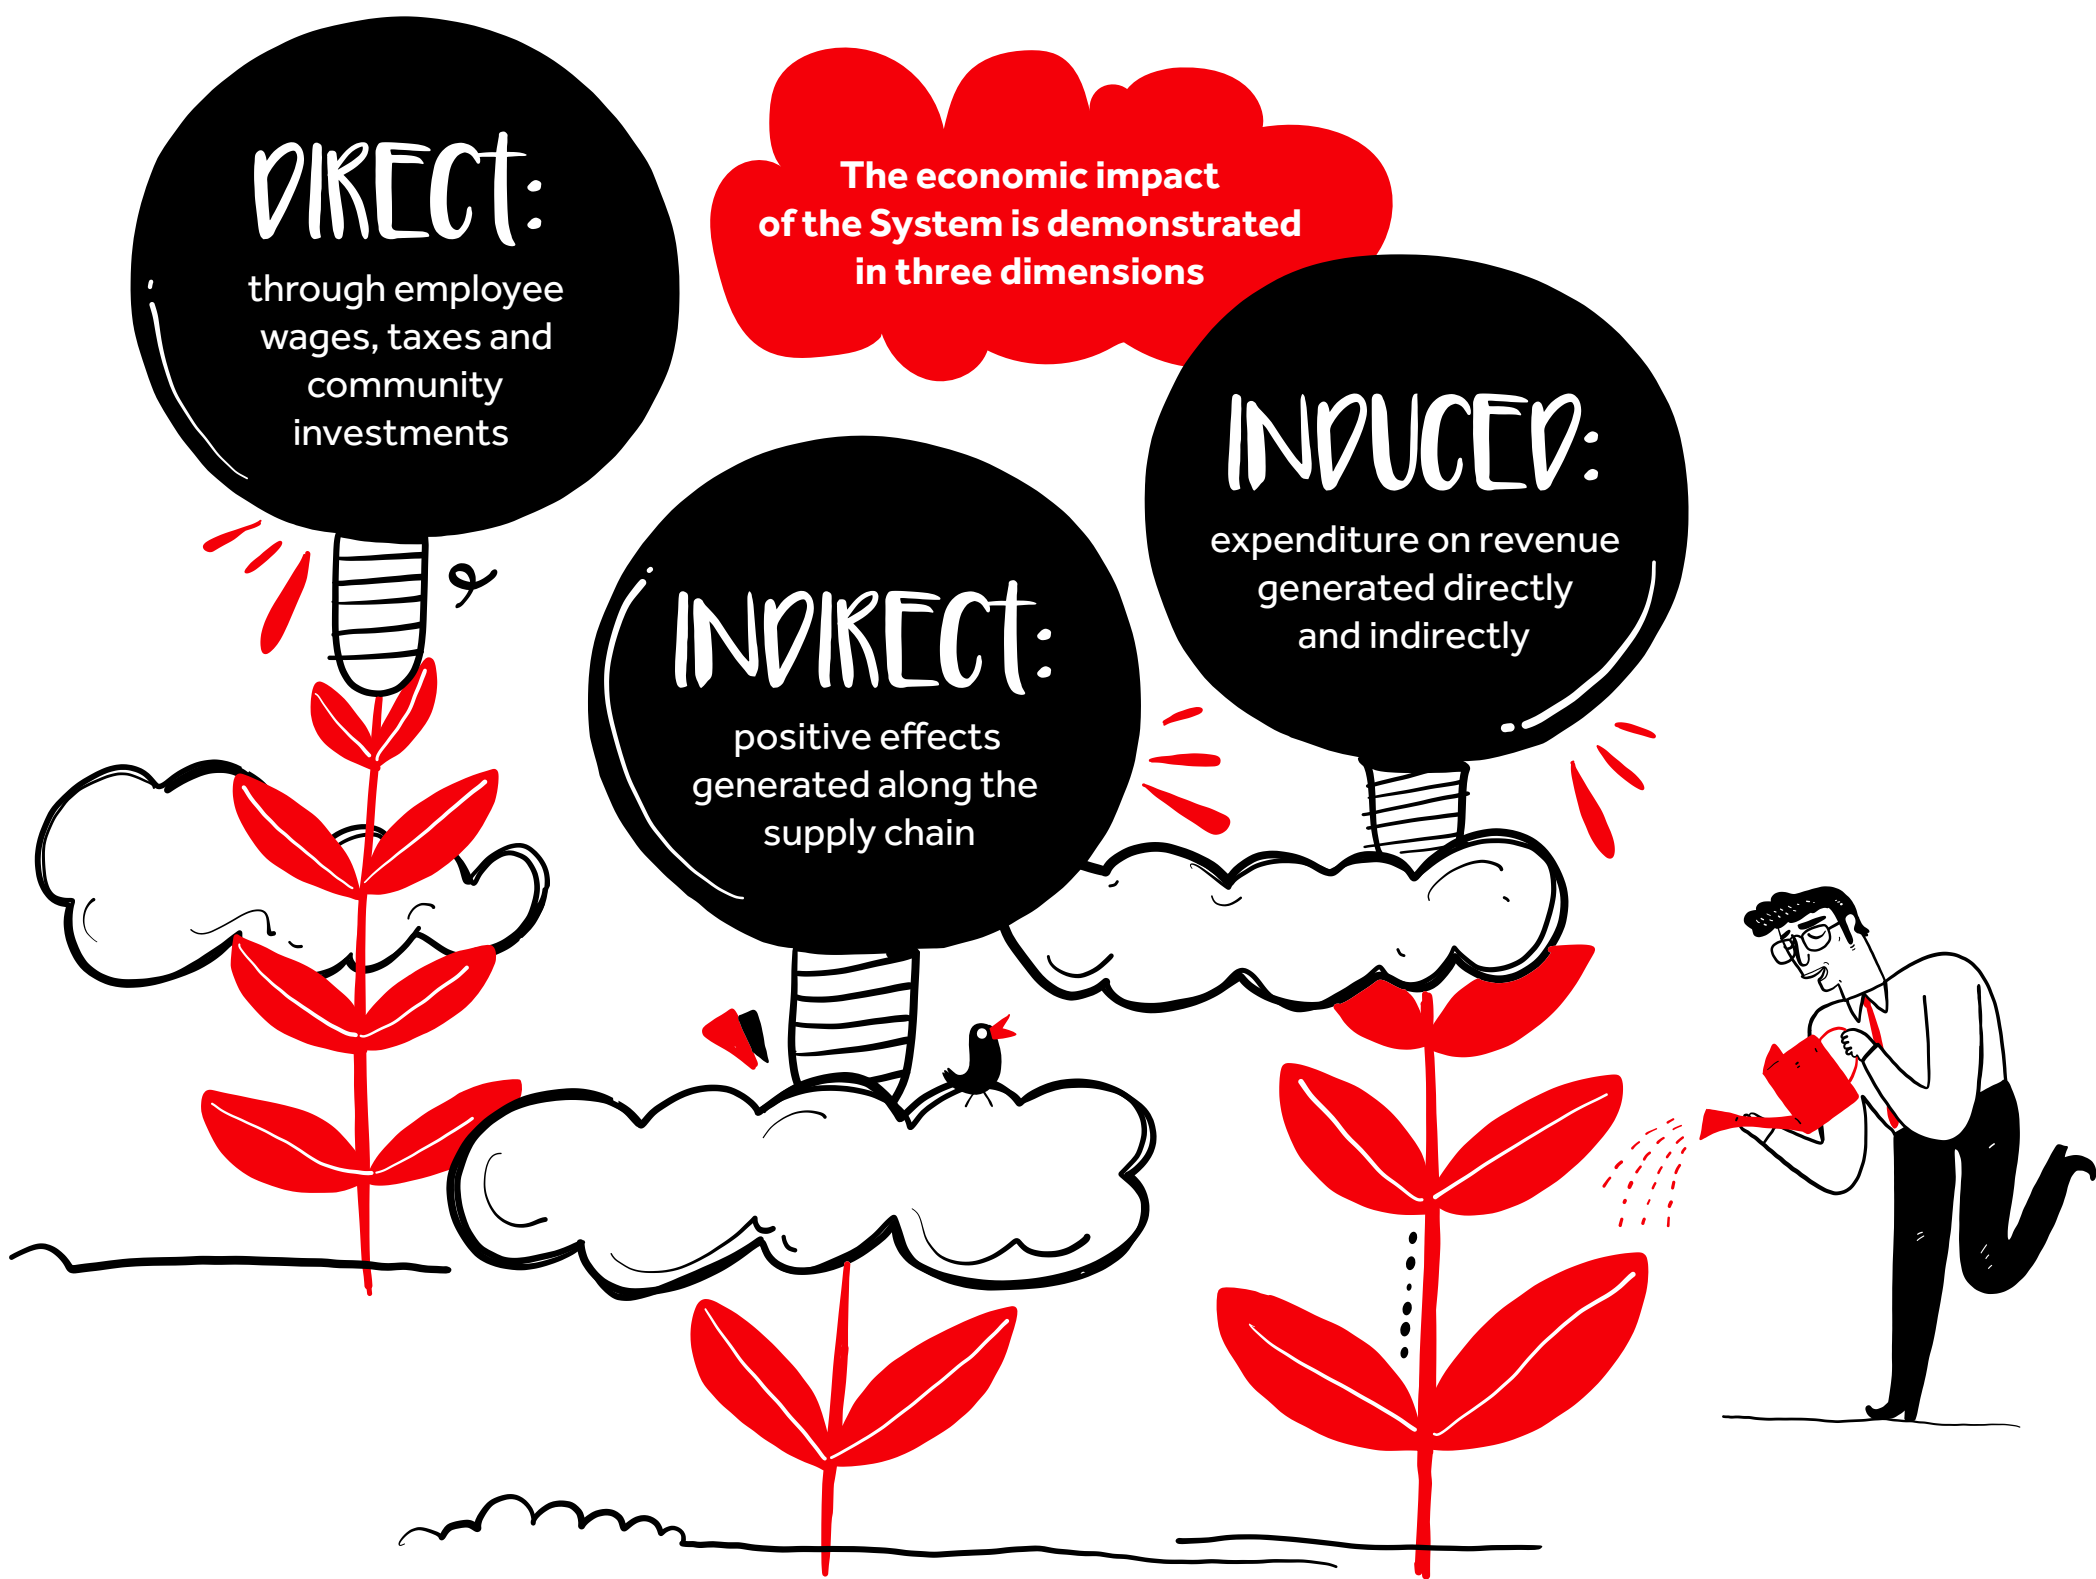 DIRECT:
through employee
wages, taxes and
community
investments
The economic impact
of the System is demonstrated
in three dimensions
INDIRECT:
positive effects
generated along the
supply chain
INDUCED:
expenditure on revenue
generated directly
and indirectly